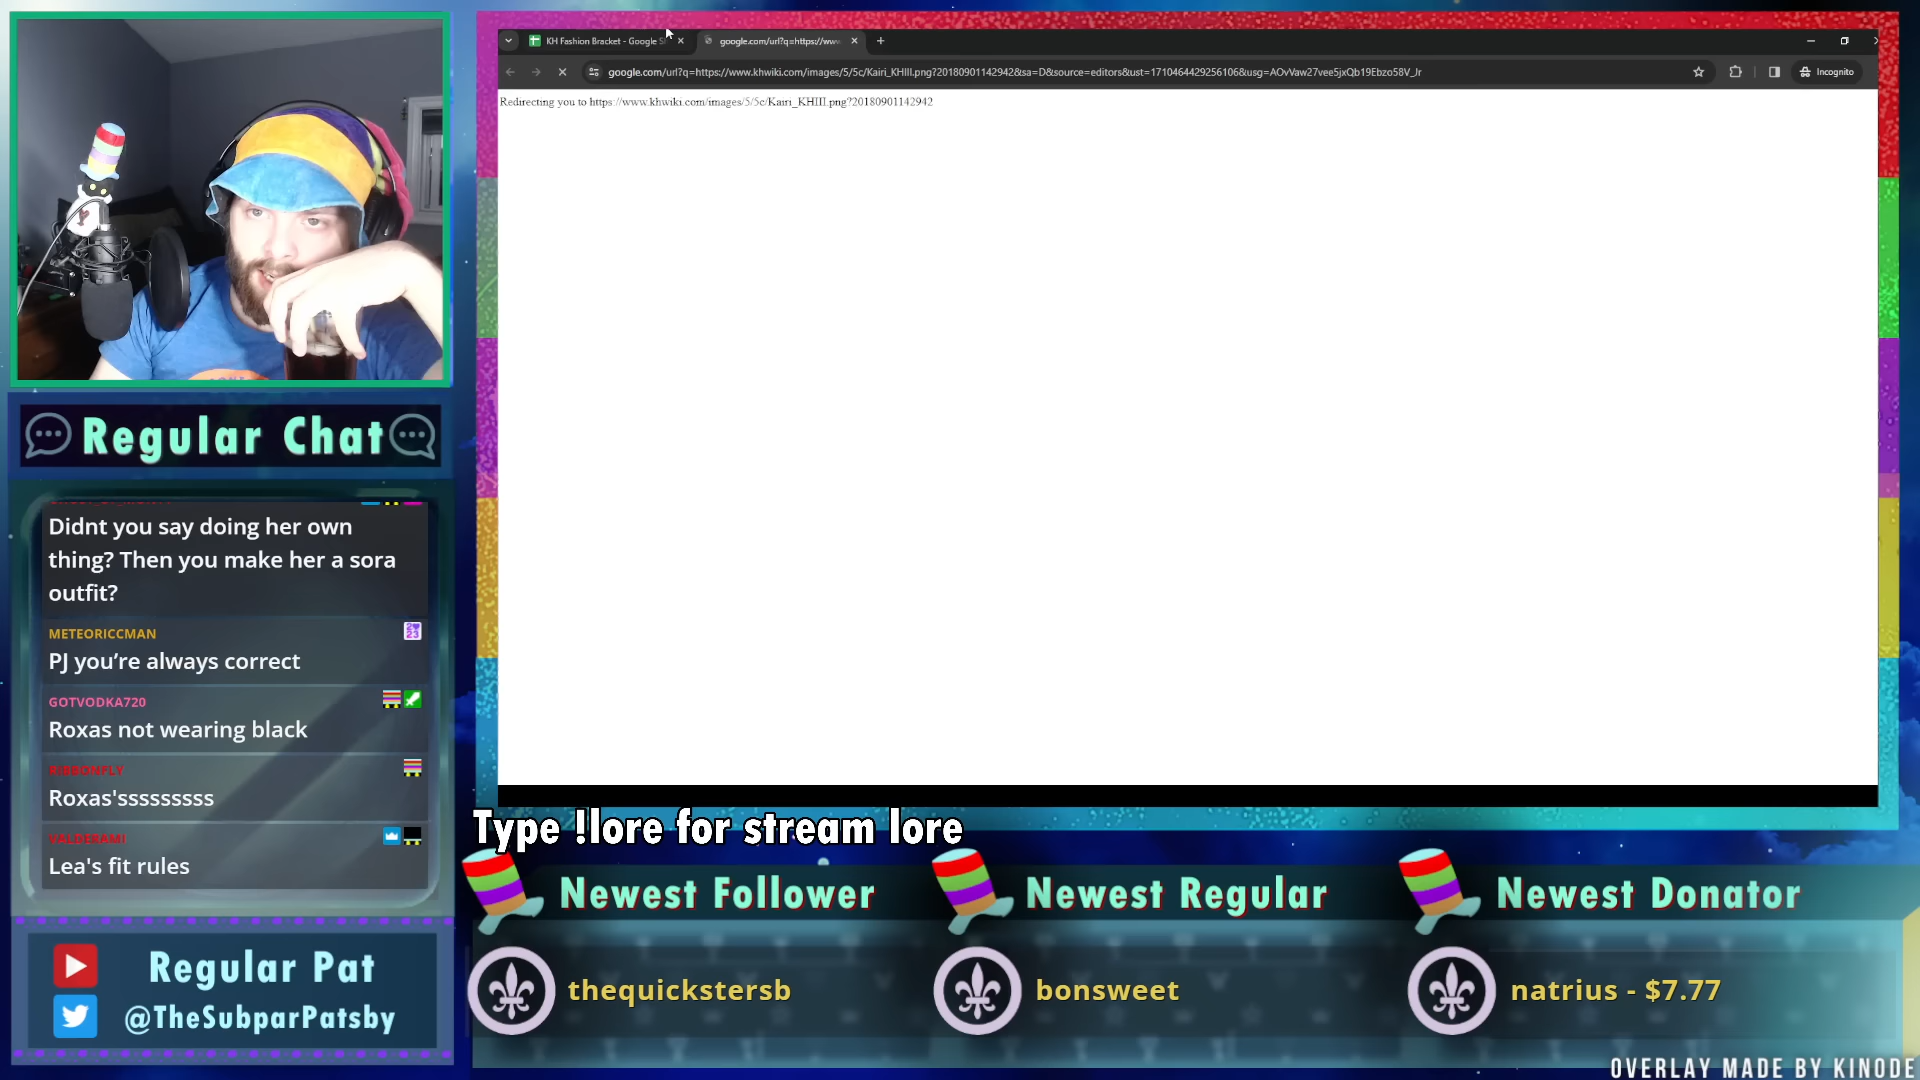 KH Fashion Bracket - Google S
google.com/url?q=https://www
google.com/url?q=https://www.khwiki.com/images/5/5c/Kairi_KHIII.png?20180901142942&sa=D&source=editors&ust=1710464429256106&usg=AOvVaw27vee5jxQb19Ebzo58V_Jr
Incognito
Redirecting you to https://www.khwiki.com/images/5/5c/Kairi_KHIII.png?20180901142942
Regular Chat
Didnt you say doing her own
thing? Then you make her a sora
outfit?
METEORICCMAN
PJ you’re always correct
GOTVODKA720
Roxas not wearing black
RIBBONFLY
Roxas'sssssssss
VALDERAMI
Lea's fit rules
Regular Pat
@TheSubparPatsby
Type !lore for stream lore
Newest Follower
thequickstersb
Newest Regular
bonsweet
Newest Donator
natrius - $7.77
OVERLAY MADE BY KINODE